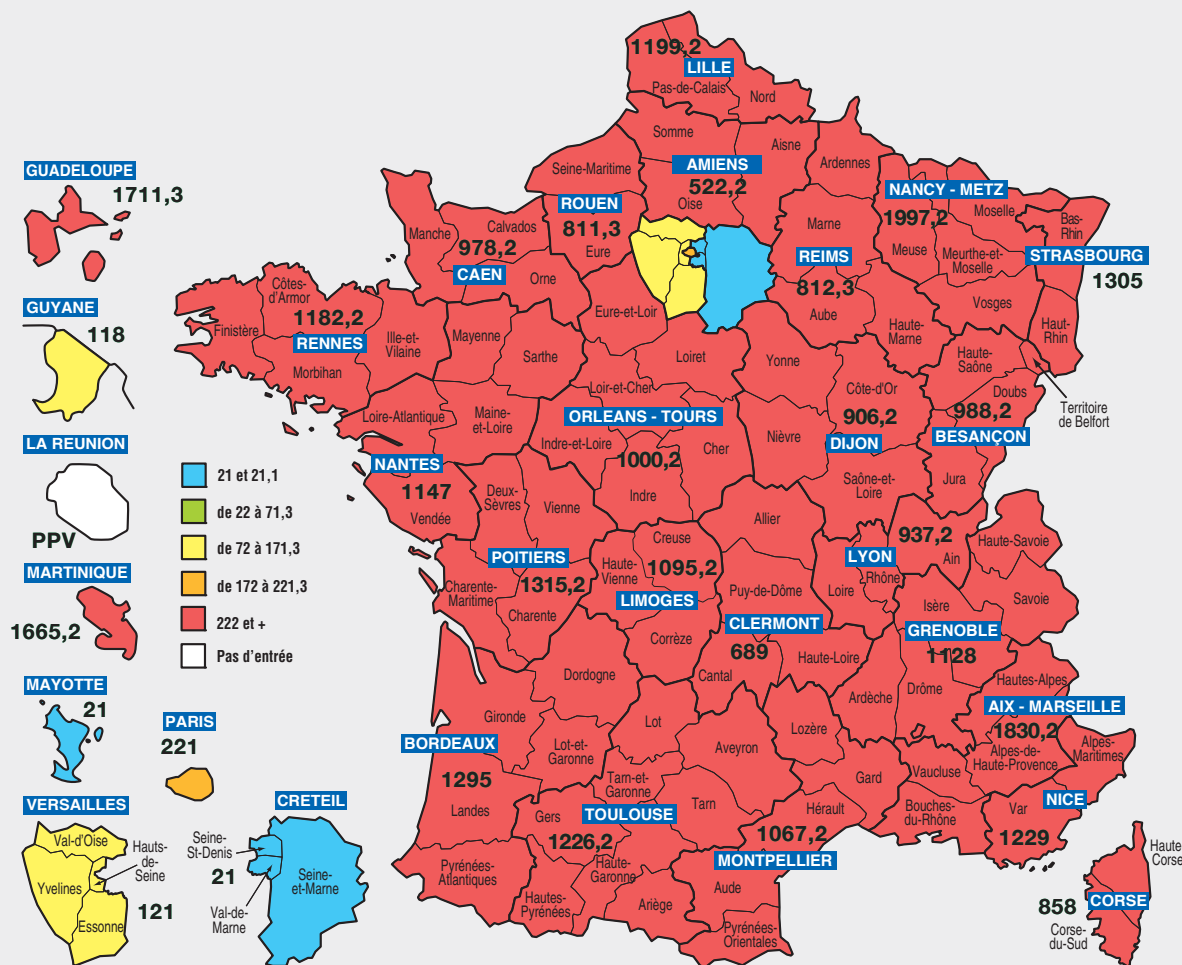 1199,2
LILLE
Pas-de-Calais
Nord
Somme
Aisne
AMIENS
522,2
Oise
Ardennes
Seine-Maritime
ROUEN
811,3
Eure
GUADELOUPE
1711,3
Manche
Calvados
978,2
CAEN
Orne
Marne
REIMS
812,3
Aube
Haute-
Marne
NANCY - METZ
1997,2
Moselle
Meuse
Meurthe-et-
Moselle
Vosges
Bas-
Rhin
STRASBOURG
1305
Haut-
Rhin
GUYANE
118
Côtes-
d'Armor
1182,2
Finistère
RENNES
Ille-et-
Vilaine
Morbihan
Mayenne
Sarthe
Eure-et-Loir
Loiret
Loir-et-Cher
ORLEANS - TOURS
Indre-et-Loire
1000,2
Cher
Indre
Yonne
Côte-d'Or
906,2
Nièvre
DIJON
Saône-et-
Loire
Haute-
Saône
Doubs
988,2
BESANÇON
Jura
Territoire
de Belfort
Loire-Atlantique
Maine-
et-Loire
NANTES
1147
Vendée
LA REUNION
PPV
21 et 21,1
de 22 à 71,3
de 72 à 171,3
de 172 à 221,3
222 et +
Pas d'entrée
Deux-
Sèvres
Vienne
POITIERS
1315,2
Charente-
Maritime
Charente
Creuse
Haute-
Vienne
1095,2
LIMOGES
Corrèze
Allier
Puy-de-Dôme
CLERMONT
689
Haute-Loire
Cantal
LYON
937,2
Ain
Rhône
Loire
Haute-Savoie
Savoie
Isère
GRENOBLE
1128
Ardèche
Drôme
MARTINIQUE
1665,2
MAYOTTE
21
PARIS
221
Dordogne
Gironde
BORDEAUX
1295
Lot-et-
Garonne
Landes
Pyrénées-
Atlantiques
Lot
Aveyron
Tarn-et-
Garonne
Gers
TOULOUSE
Tarn
1226,2
Haute-
Garonne
Hautes-
Pyrénées
Ariège
Lozère
Gard
Hérault
1067,2
MONTPELLIER
Aude
Pyrénées-
Orientales
Hautes-Alpes
AIX - MARSEILLE
1830,2
Alpes-de-
Haute-Provence
Vaucluse
Bouches-
du-Rhône
Alpes-
Maritimes
NICE
Var
1229
Haute
Corse
CORSE
858
Corse-
du-Sud
VERSAILLES
Val-d'Oise
Hauts-
de-
Seine
Yvelines
121
Essonne
CRETEIL
Seine-
St-Denis
21
Seine-
et-Marne
Val-de-
Marne